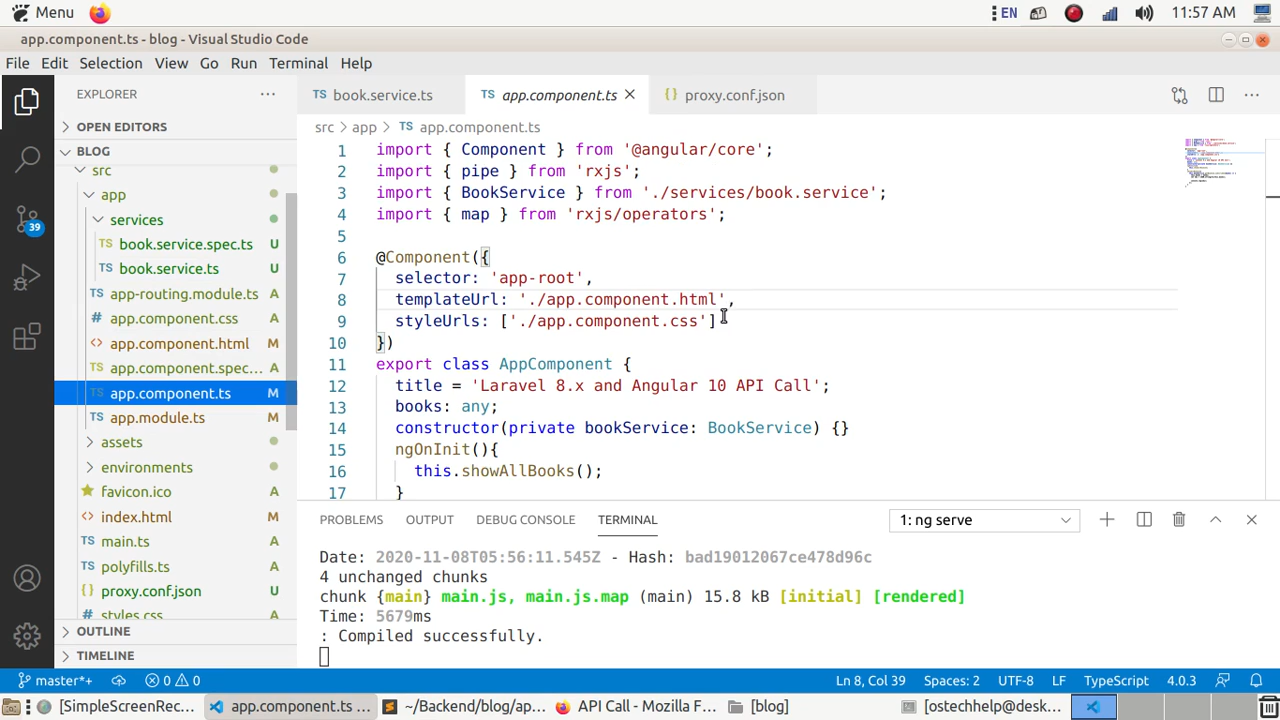 Menu
EN
11:57 AM
app.component.ts - blog - Visual Studio Code
File Edit Selection View Go Run Terminal Help
EXPLORER
OPEN EDITORS
BLOG
src
app
services
TS book.service.spec.ts U
TS book.service.ts U
TS app-routing.module.ts A
app.component.css A
<> app.component.html M
TS app.component.spec... A
TS app.component.ts M
TS app.module.ts M
assets
environments
favicon.ico A
<> index.html M
TS main.ts A
TS polyfills.ts A
{} proxy.conf.json U
styles.css A
OUTLINE
TIMELINE
39
TS book.service.ts
TS app.component.ts
{} proxy.conf.json
src > app > TS app.component.ts
1 import { Component } from '@angular/core';
2 import { pipe } from 'rxjs';
3 import { BookService } from './services/book.service';
4 import { map } from 'rxjs/operators';
5
6 @Component({
7 selector: 'app-root',
8 templateUrl: './app.component.html',
9 styleUrls: ['./app.component.css']
10 })
11 export class AppComponent {
12 title = 'Laravel 8.x and Angular 10 API Call';
13 books: any;
14 constructor(private bookService: BookService) {}
15 ngOnInit(){
16 this.showAllBooks();
17 }
PROBLEMS OUTPUT DEBUG CONSOLE TERMINAL 1: ng serve
Date: 2020-11-08T05:56:11.545Z - Hash: bad19012067ce478d96c
4 unchanged chunks
chunk {main} main.js, main.js.map (main) 15.8 kB [initial] [rendered]
Time: 5679ms
: Compiled successfully.
master*+ 0 0 Ln 8, Col 39 Spaces: 2 UTF-8 LF TypeScript 4.0.3
[SimpleScreenRec... app.component.ts ... ~/Backend/blog/ap... API Call - Mozilla F... [blog] [ostechhelp@desk...